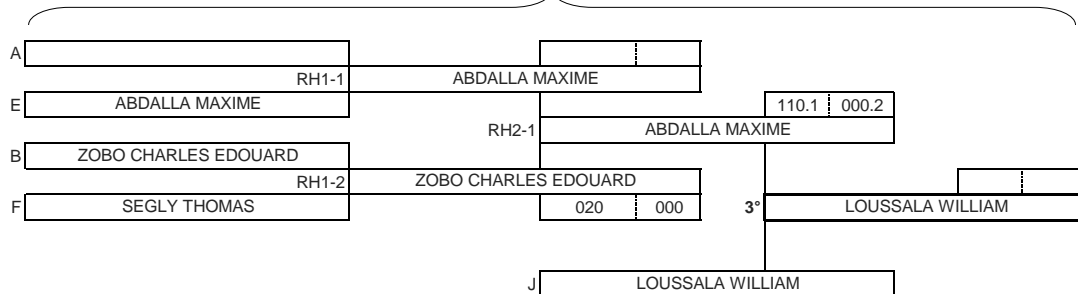 A
RH1-1 ABDALLA MAXIME
E ABDALLA MAXIME 110.1 000.2
RH2-1 ABDALLA MAXIME
B ZOBO CHARLES EDOUARD
RH1-2 ZOBO CHARLES EDOUARD
F SEGLY THOMAS 020 000 3° LOUSSALA WILLIAM
J LOUSSALA WILLIAM